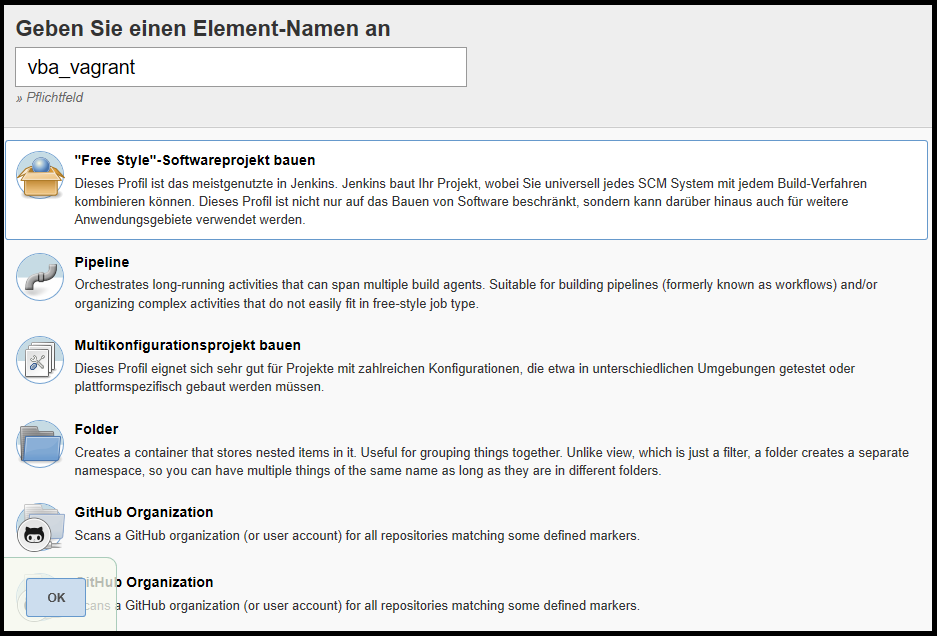 Geben Sie einen Element-Namen an
vba_vagrant
» Pflichtfeld
"Free Style"-Softwareprojekt bauen
Dieses Profil ist das meistgenutzte in Jenkins. Jenkins baut Ihr Projekt, wobei Sie universell jedes SCM System mit jedem Build-Verfahren
kombinieren können. Dieses Profil ist nicht nur auf das Bauen von Software beschränkt, sondern kann darüber hinaus auch für weitere
Anwendungsgebiete verwendet werden.
Pipeline
Orchestrates long-running activities that can span multiple build agents. Suitable for building pipelines (formerly known as workflows) and/or
organizing complex activities that do not easily fit in free-style job type.
Multikonfigurationsprojekt bauen
Dieses Profil eignet sich sehr gut für Projekte mit zahlreichen Konfigurationen, die etwa in unterschiedlichen Umgebungen getestet oder
plattformspezifisch gebaut werden müssen.
Folder
Creates a container that stores nested items in it. Useful for grouping things together. Unlike view, which is just a filter, a folder creates a separate
namespace, so you can have multiple things of the same name as long as they are in different folders.
GitHub Organization
Scans a GitHub organization (or user account) for all repositories matching some defined markers.
GitHub Organization
Scans a GitHub organization (or user account) for all repositories matching some defined markers.
OK